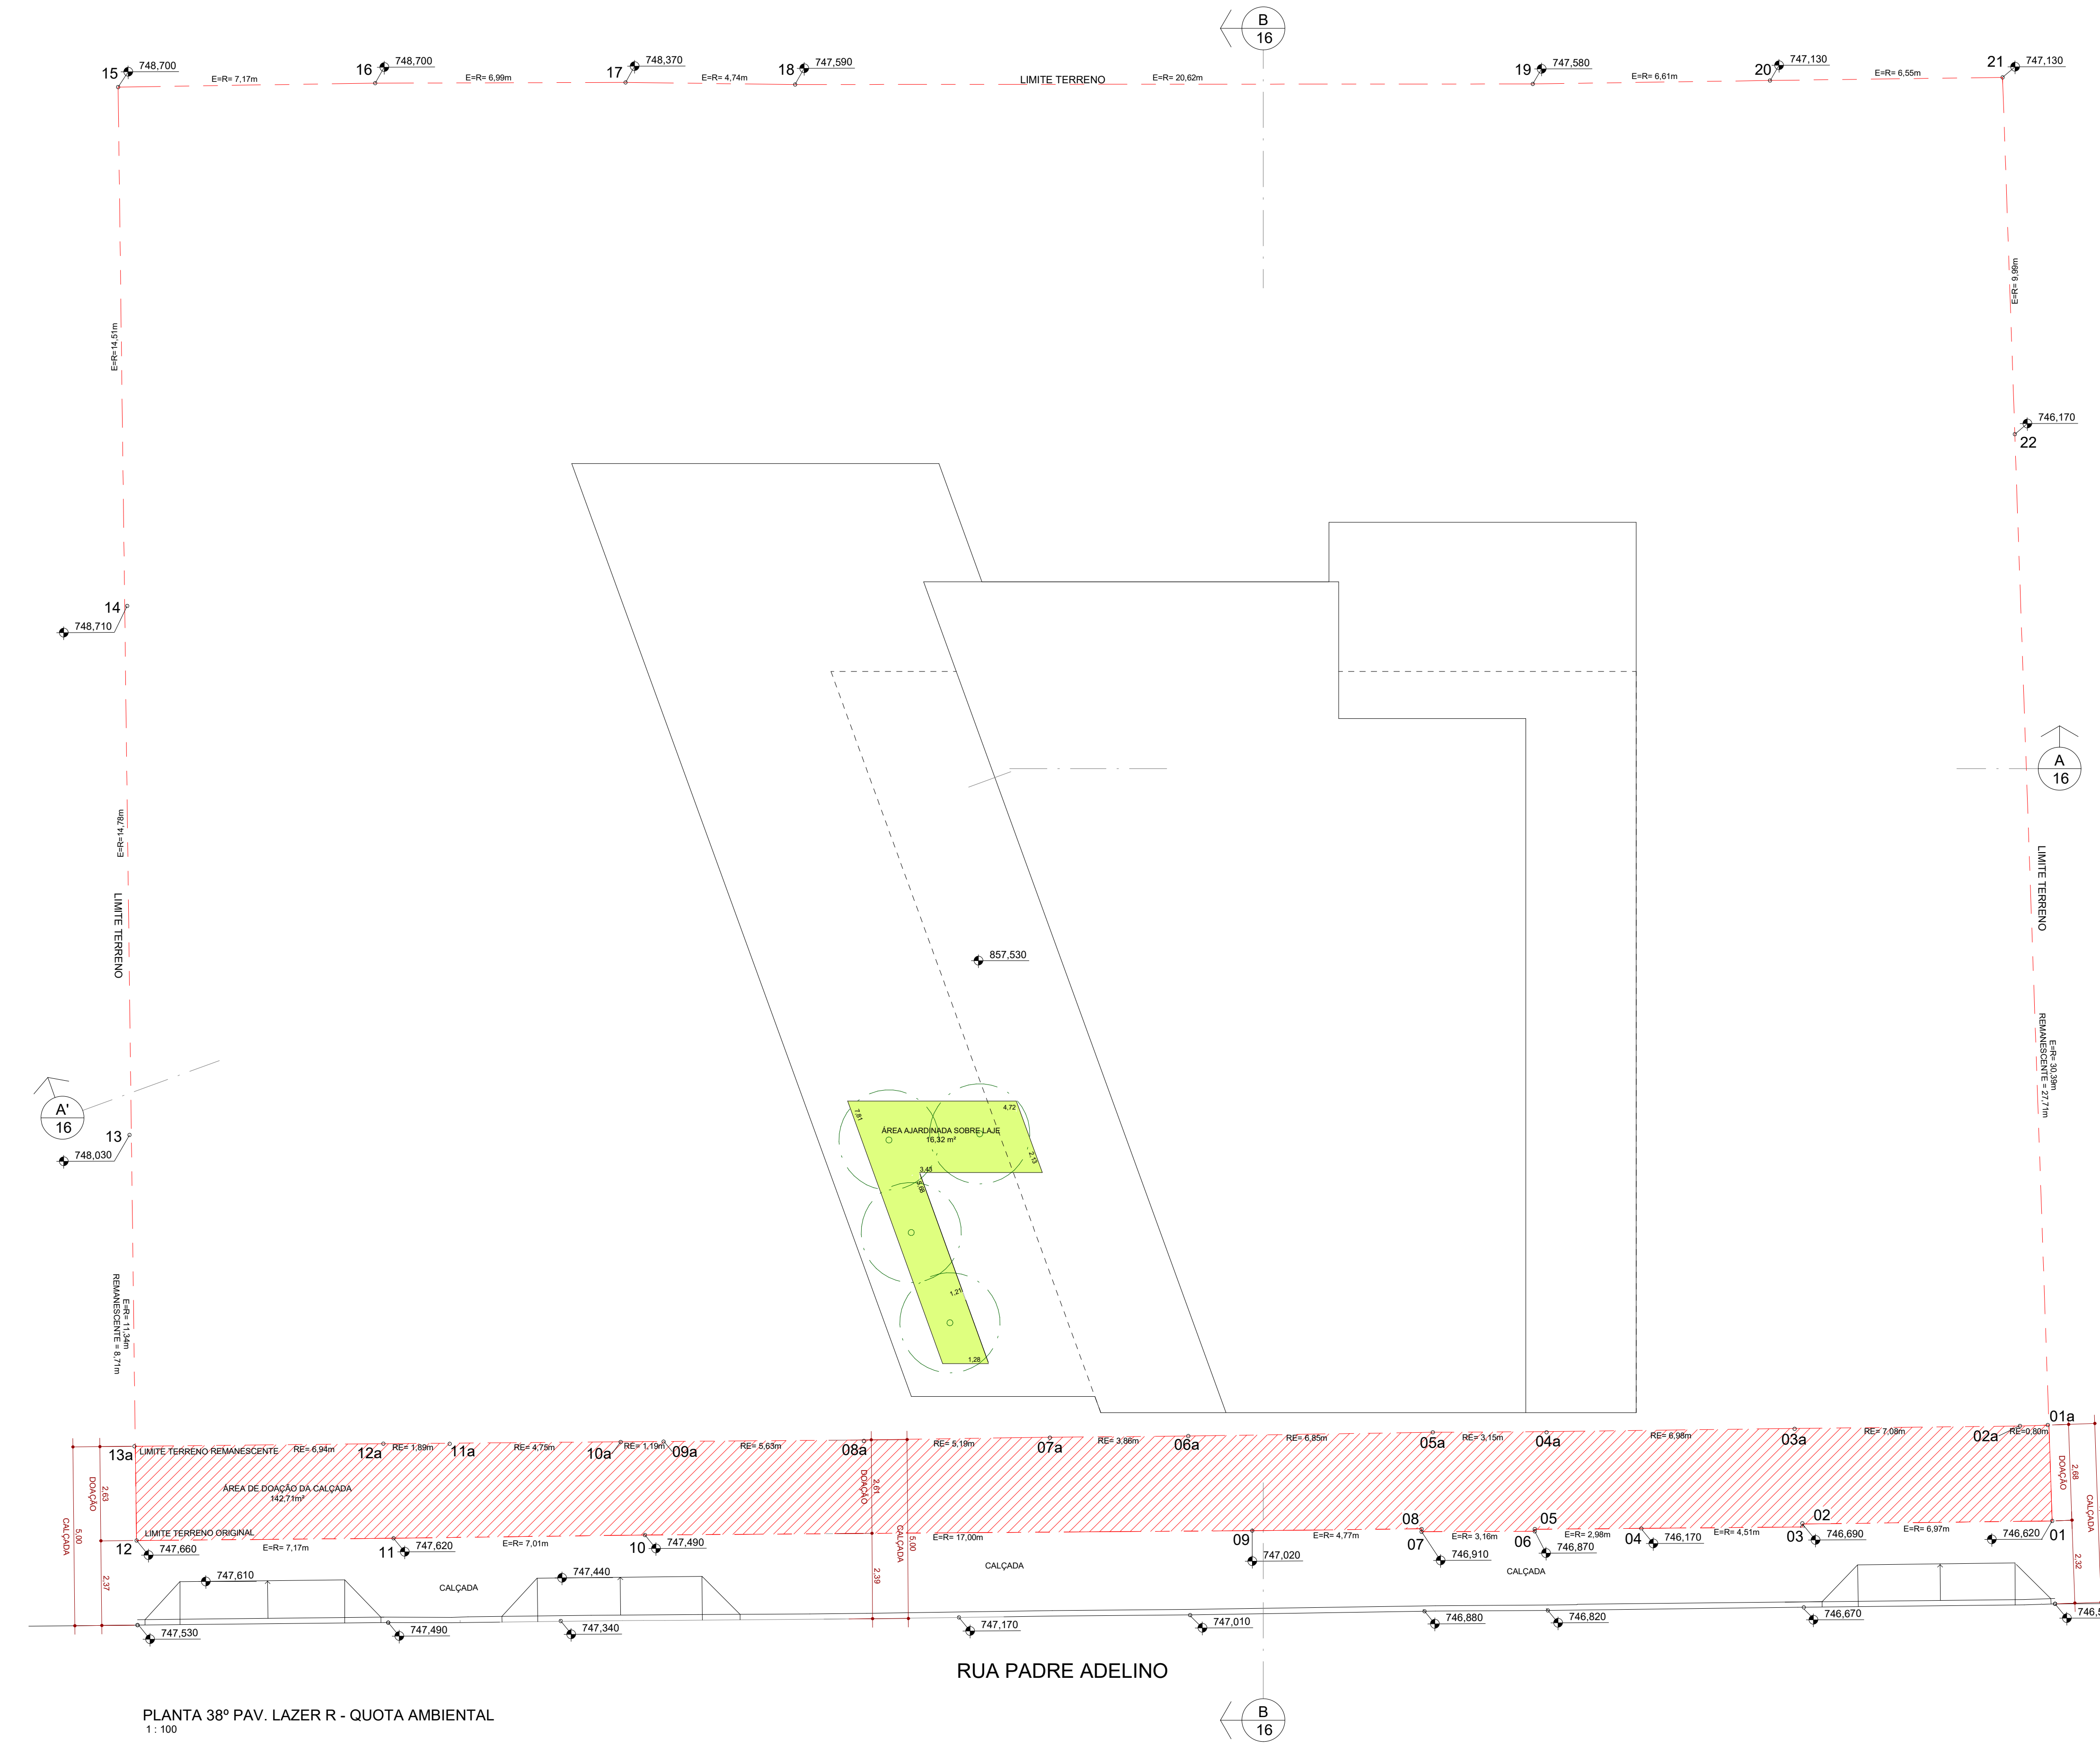 B
16
15
748,700
E=R= 7,17m
16
748,700
E=R= 6,99m
17
748,370
E=R= 4,74m
18
747,590
LIMITE TERRENO
E=R= 20,62m
19
747,580
E=R= 6,61m
20
747,130
E=R= 6,55m
21
747,130
E=R= 9,99m
E=R=14,51m
746,170
22
14
748,710
A
16
E=R=14,78m
LIMITE TERRENO
LIMITE TERRENO
857,530
E=R= 30,39m
REMANESCENTE = 27,71m
A'
16
13
748,030
7,81
4,72
ÁREA AJARDINADA SOBRE LAJE
16,32 m²
2,13
3,43
5,68
1,21
1,28
E=R= 11,34m
REMANESCENTE = 8,71m
13a
LIMITE TERRENO REMANESCENTE
RE= 6,94m
12a
RE= 1,89m
11a
RE= 4,75m
10a
RE= 1,19m
09a
RE= 5,63m
08a
RE= 5,19m
07a
RE= 3,86m
06a
RE= 6,85m
05a
RE= 3,15m
04a
RE= 6,98m
03a
RE= 7,08m
02a
RE=0,80m
01a
DOAÇÃO
2,63
ÁREA DE DOAÇÃO DA CALÇADA
142,71m²
DOAÇÃO
2,61
DOAÇÃO
2,68
CALÇADA
CALÇADA
5,00
LIMITE TERRENO ORIGINAL
CALÇADA
5,00
12
747,660
E=R= 7,17m
11
747,620
E=R= 7,01m
10
747,490
E=R= 17,00m
09
747,020
E=R= 4,77m
08
07
746,910
E=R= 3,16m
05
06
746,870
E=R= 2,98m
04
746,170
E=R= 4,51m
02
03
746,690
E=R= 6,97m
746,620
01
2,37
2,39
2,32
747,610
CALÇADA
747,440
CALÇADA
CALÇADA
747,530
747,490
747,340
747,170
747,010
746,880
746,820
746,670
RUA PADRE ADELINO
B
16
PLANTA 38º PAV. LAZER R - QUOTA AMBIENTAL
1 : 100